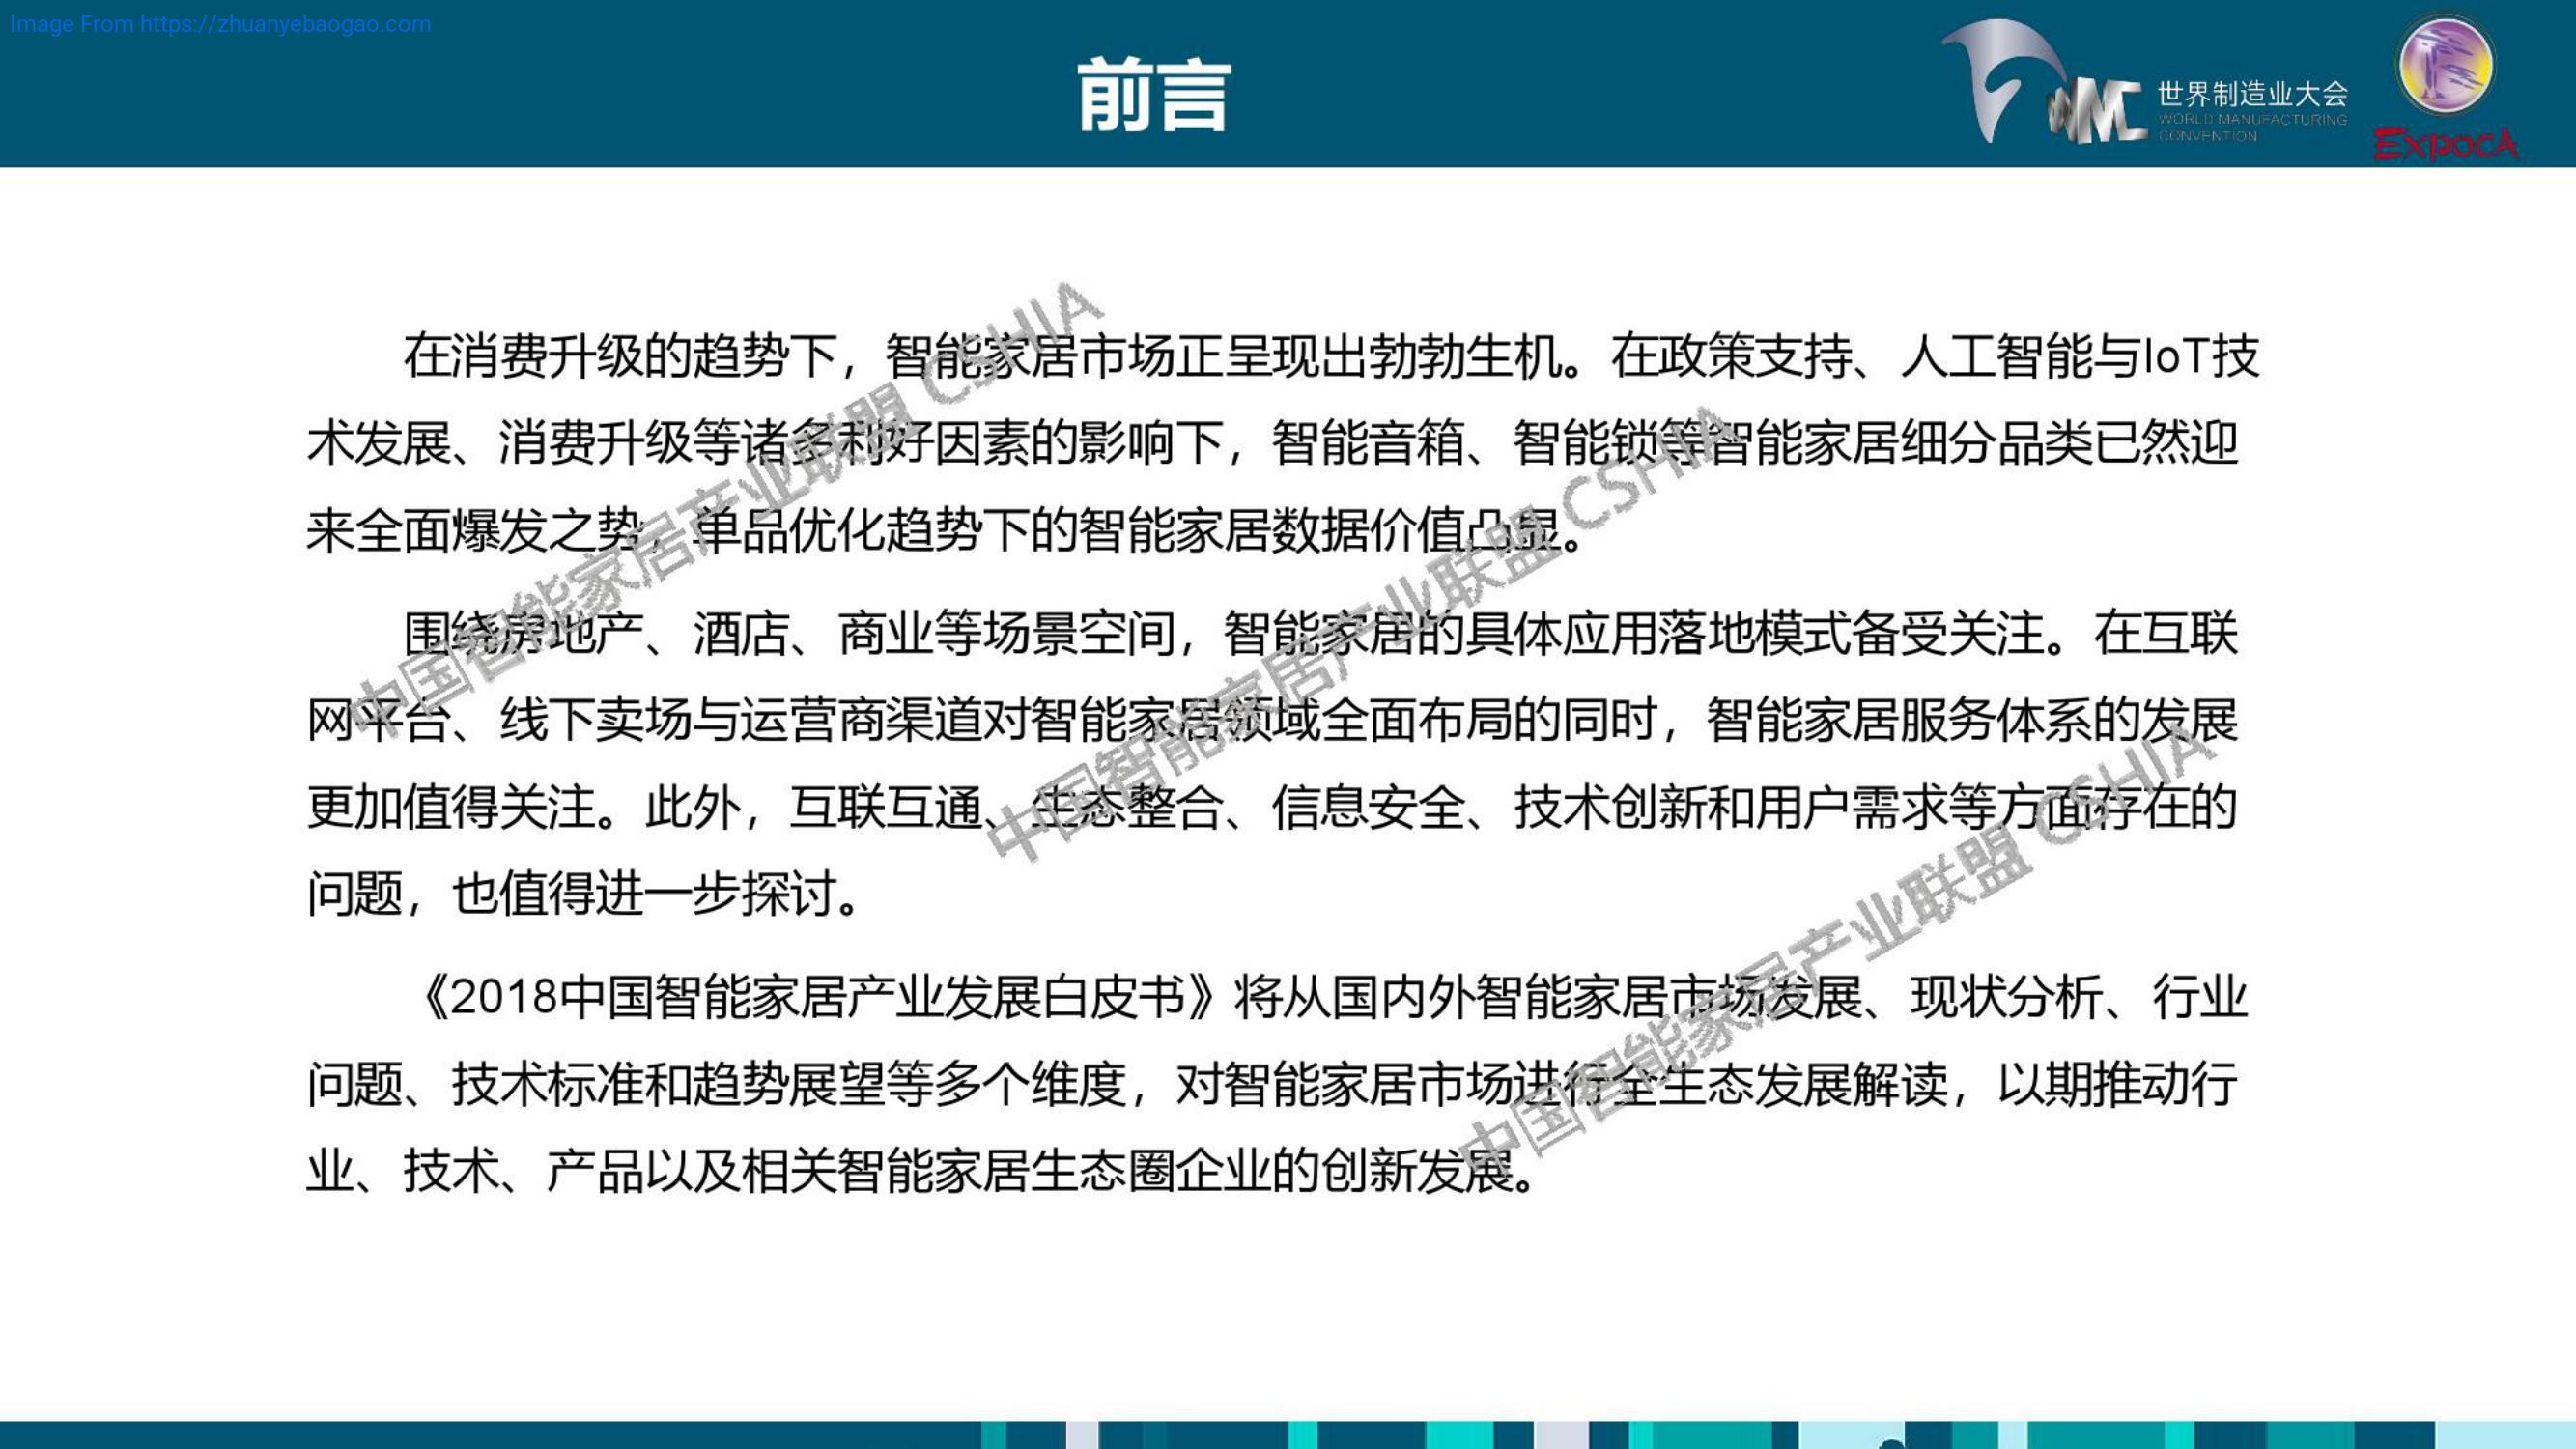 Image From https://zhuanyebaogao.com
前言
世界制造业大会
WORLD MANUFACTURING
CONVENTION
EXPOCA
在消费升级的趋势下，智能家居市场正呈现出勃勃生机。在政策支持、人工智能与IoT技
术发展、消费升级等诸多利好因素的影响下，智能音箱、智能锁等智能家居细分品类已然迎
来全面爆发之势，单品优化趋势下的智能家居数据价值凸显。
围绕房地产、酒店、商业等场景空间，智能家居的具体应用落地模式备受关注。在互联
网平台、线下卖场与运营商渠道对智能家居领域全面布局的同时，智能家居服务体系的发展
更加值得关注。此外，互联互通、生态整合、信息安全、技术创新和用户需求等方面存在的
问题，也值得进一步探讨。
《2018中国智能家居产业发展白皮书》将从国内外智能家居市场发展、现状分析、行业
问题、技术标准和趋势展望等多个维度，对智能家居市场进行全生态发展解读，以期推动行
业、技术、产品以及相关智能家居生态圈企业的创新发展。
中国智能家居产业联盟 CSHIA
中国智能家居产业联盟 CSHIA
中国智能家居产业联盟 CSHIA